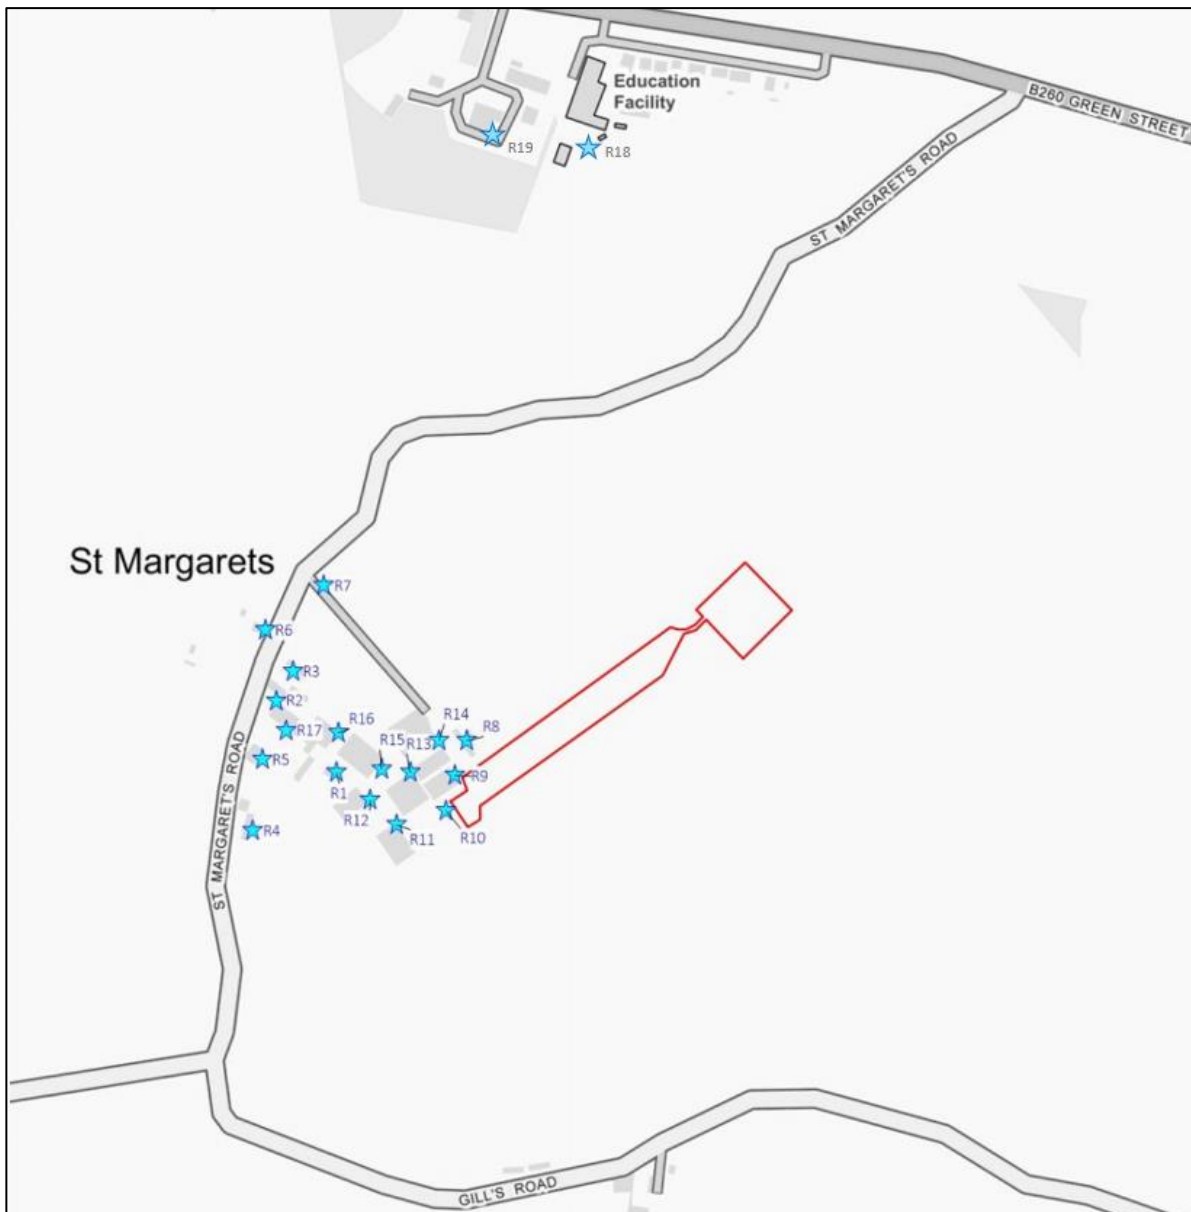 Education
Facility
B260 GREEN STREET
R19
R18
ST MARGARET'S ROAD
St Margarets
R7
R6
R3
R2
R17
R16
R14
R8
R15
R13
R5
R9
R1
R12
R10
R11
R4
ST MARGARET'S ROAD
GILL'S ROAD